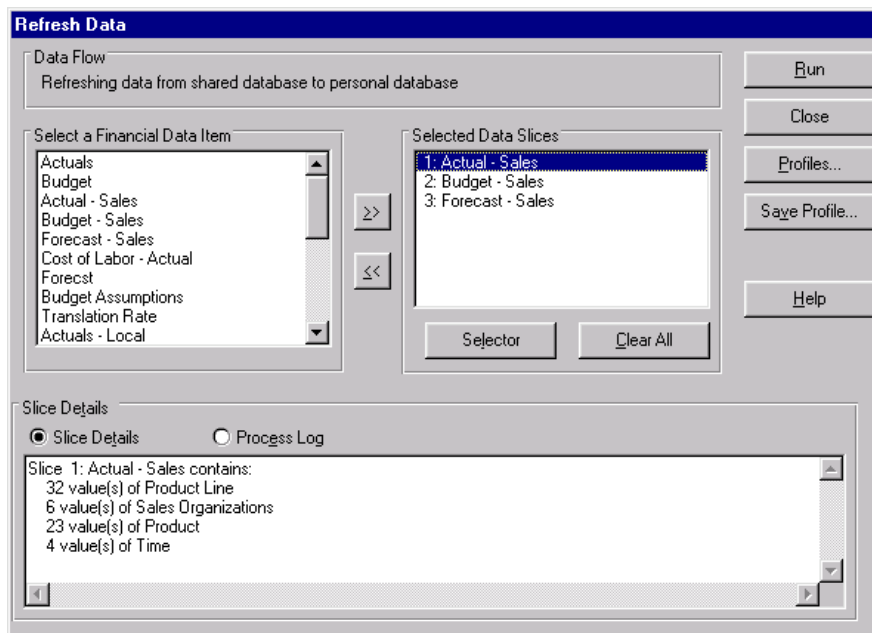 Refresh Data
Data Flow
Refreshing data from shared database to personal database
Run
Close
Profiles...
Save Profile...
Help
Select a Financial Data Item
Actuals
Budget
Actual - Sales
Budget - Sales
Forecast - Sales
Cost of Labor - Actual
Forecst
Budget Assumptions
Translation Rate
Actuals - Local
>>
<<
Selected Data Slices
1: Actual - Sales
2: Budget - Sales
3: Forecast - Sales
Selector
Clear All
Slice Details
Slice Details
Process Log
Slice 1: Actual - Sales contains:
32 value(s) of Product Line
6 value(s) of Sales Organizations
23 value(s) of Product
4 value(s) of Time